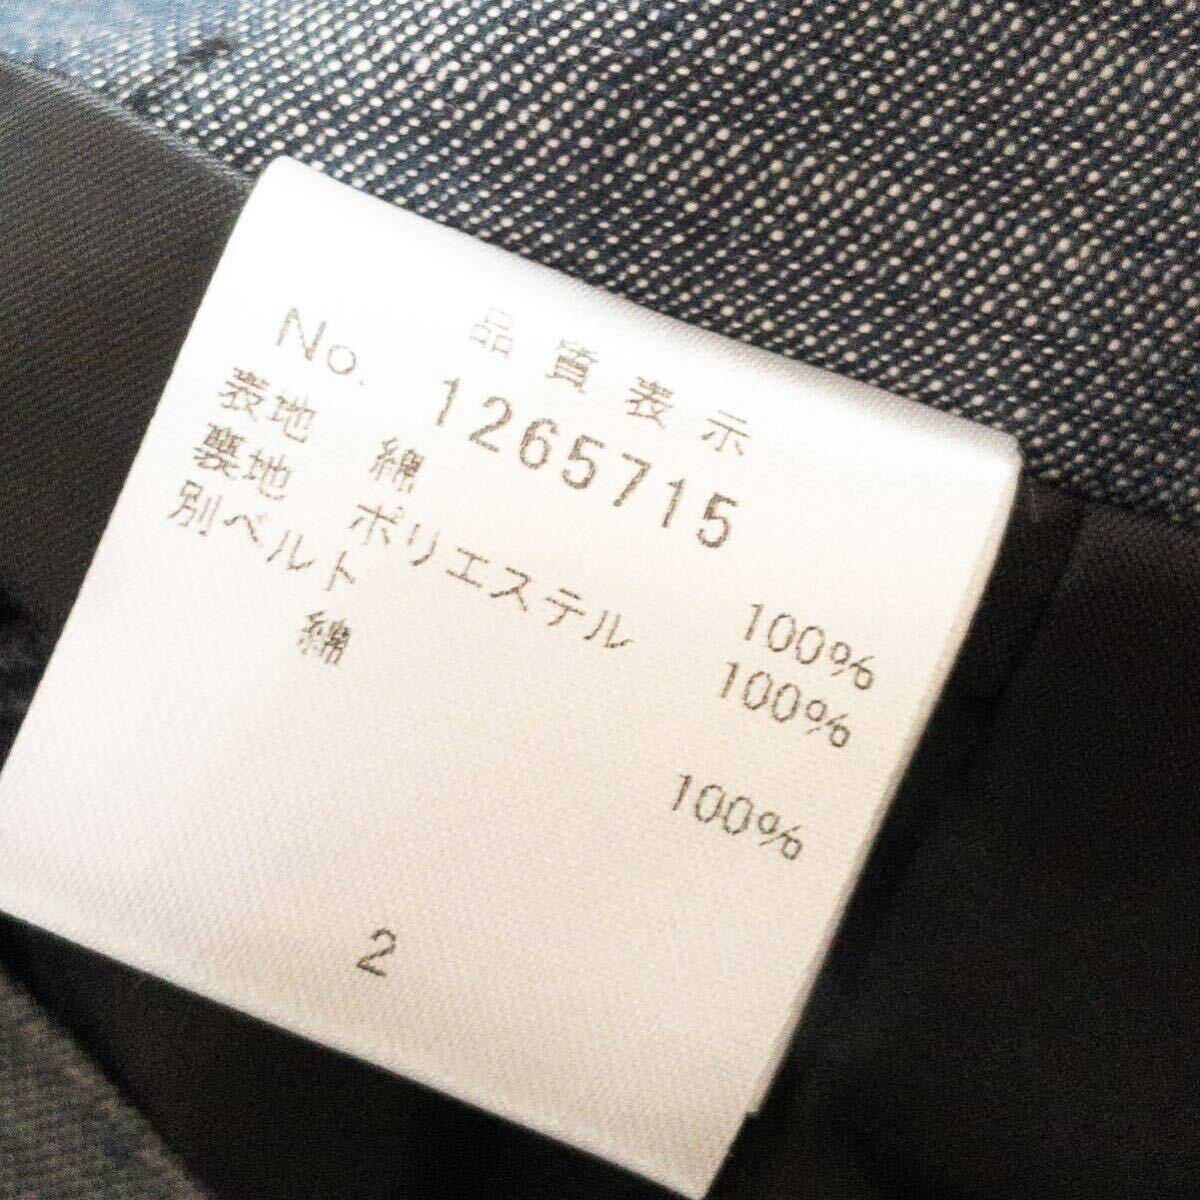 品質表示
No. 1265715
表地 綿 100%
裏地 ポリエステル 100%
別ベルト
綿 100%
2